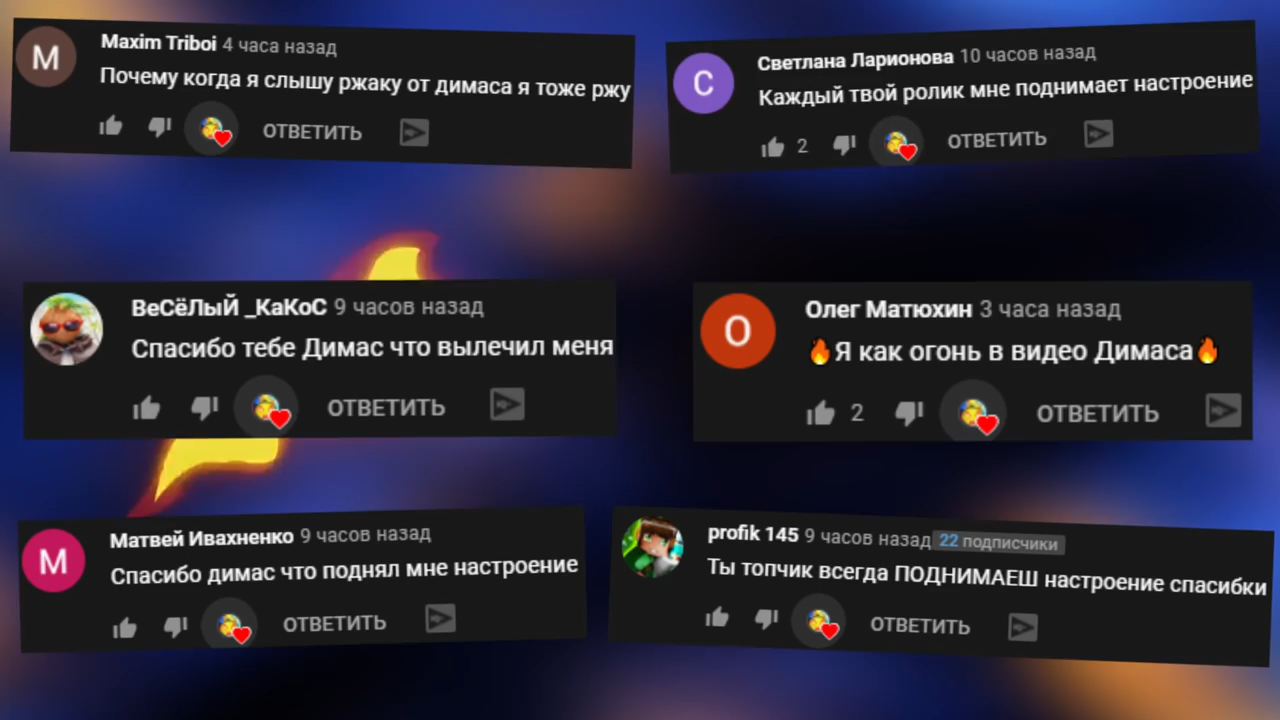 M
Maxim Triboi 4 часа назад
Почему когда я слышу ржаку от димаса я тоже ржу
ОТВЕТИТЬ
С
Светлана Ларионова 10 часов назад
Каждый твой ролик мне поднимает настроение
2
ОТВЕТИТЬ
ВеСёЛыЙ _КаКоС 9 часов назад
Спасибо тебе Димас что вылечил меня
ОТВЕТИТЬ
О
Олег Матюхин 3 часа назад
🔥Я как огонь в видео Димаса🔥
2
ОТВЕТИТЬ
М
Матвей Ивахненко 9 часов назад
Спасибо димас что поднял мне настроение
ОТВЕТИТЬ
profik 145 9 часов назад 22 подписчики
Ты топчик всегда ПОДНИМАЕШ настроение спасибки
ОТВЕТИТЬ